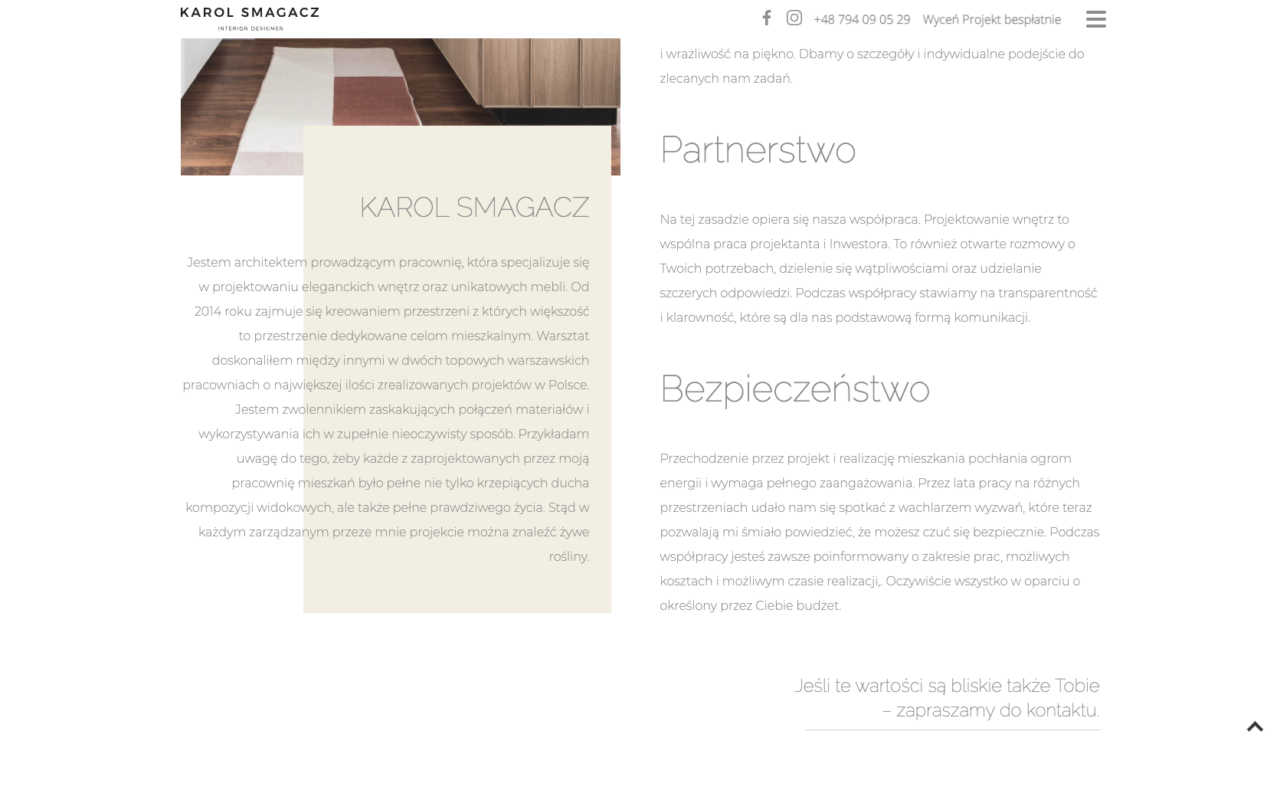 KAROL SMAGACZ
INTERIOR DESIGNER
+48 794 09 05 29 Wyceń Projekt bespłatnie
KAROL SMAGACZ
Jestem architektem prowadzącym pracownię, która specjalizuje się
w projektowaniu eleganckich wnętrz oraz unikatowych mebli. Od
2014 roku zajmuje się kreowaniem przestrzeni z których większość
to przestrzenie dedykowane celom mieszkalnym. Warsztat
doskonaliłem między innymi w dwóch topowych warszawskich
pracowniach o największej ilości zrealizowanych projektów w Polsce.
Jestem zwolennikiem zaskakujących połączeń materiałów i
wykorzystywania ich w zupełnie nieoczywisty sposób. Przykładam
uwagę do tego, żeby każde z zaprojektowanych przez moją
pracownię mieszkań było pełne nie tylko krzepiących ducha
kompozycji widokowych, ale także pełne prawdziwego życia. Stąd w
każdym zarządzanym przeze mnie projekcie można znaleźć żywe
rośliny.
i wrażliwość na piękno. Dbamy o szczegóły i indywidualne podejście do
zlecanych nam zadań.
Partnerstwo
Na tej zasadzie opiera się nasza współpraca. Projektowanie wnętrz to
wspólna praca projektanta i Inwestora. To również otwarte rozmowy o
Twoich potrzebach, dzielenie się wątpliwościami oraz udzielanie
szczerych odpowiedzi. Podczas współpracy stawiamy na transparentność
i klarowność, które są dla nas podstawową formą komunikacji.
Bezpieczeństwo
Przechodzenie przez projekt i realizację mieszkania pochłania ogrom
energii i wymaga pełnego zaangażowania. Przez lata pracy na różnych
przestrzeniach udało nam się spotkać z wachlarzem wyzwań, które teraz
pozwalają mi śmiało powiedzieć, że możesz czuć się bezpiecznie. Podczas
współpracy jesteś zawsze poinformowany o zakresie prac, możliwych
kosztach i możliwym czasie realizacji,. Oczywiście wszystko w oparciu o
określony przez Ciebie budżet.
Jeśli te wartości są bliskie także Tobie
– zapraszamy do kontaktu.